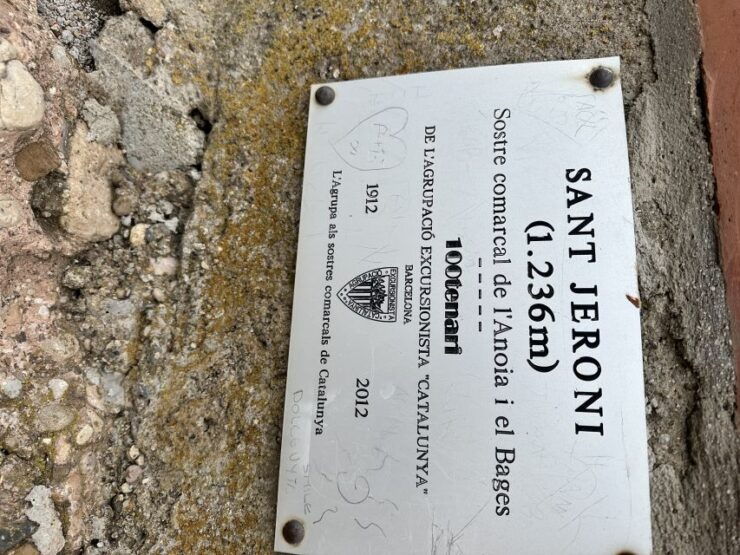 SANT JERONI
(1.236m)
Sostre comarcal de l'Anoia i el Bages
-----
100tenari
DE L'AGRUPACIÓ EXCURSIONISTA "CATALUNYA"
BARCELONA
1912 EXCURSIONISTA 2012
L'Agrupa als sostres comarcals de Catalunya